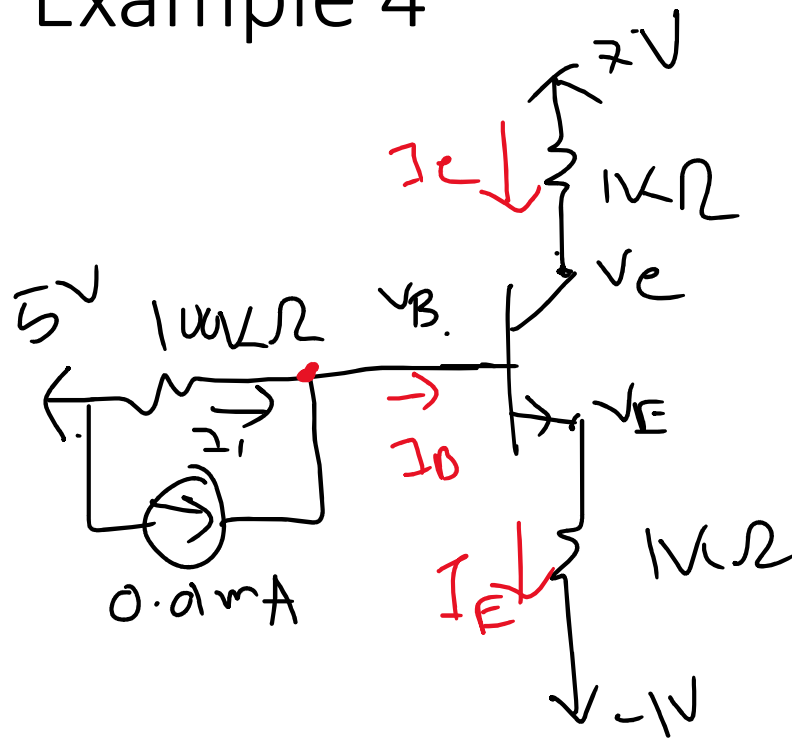 Example 4
7V
Ic
1kΩ
Vc
5V
100kΩ
VB
VE
I1
IB
0.01mA
IE
1kΩ
-1V